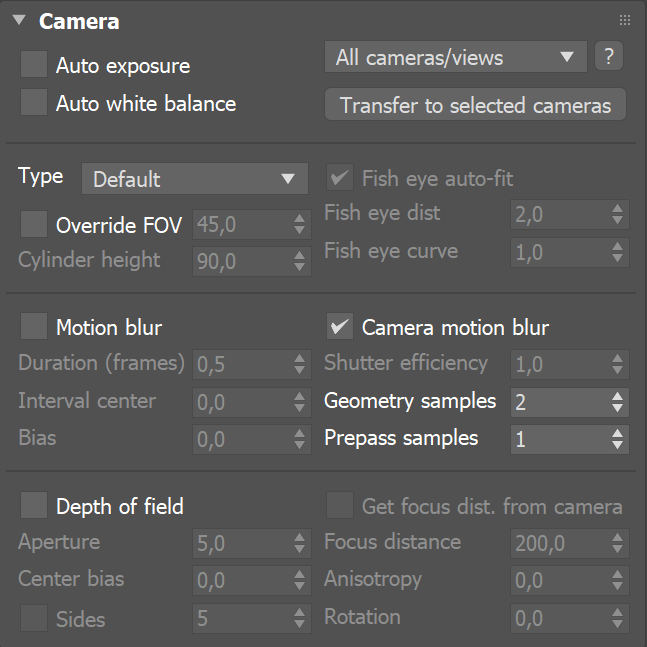 Camera
Auto exposure All cameras/views ?
Auto white balance Transfer to selected cameras
Type Default Fish eye auto-fit
Override FOV 45,0 Fish eye dist 2,0
Cylinder height 90,0 Fish eye curve 1,0
Motion blur Camera motion blur
Duration (frames) 0,5 Shutter efficiency 1,0
Interval center 0,0 Geometry samples 2
Bias 0,0 Prepass samples 1
Depth of field Get focus dist. from camera
Aperture 5,0 Focus distance 200,0
Center bias 0,0 Anisotropy 0,0
Sides 5 Rotation 0,0